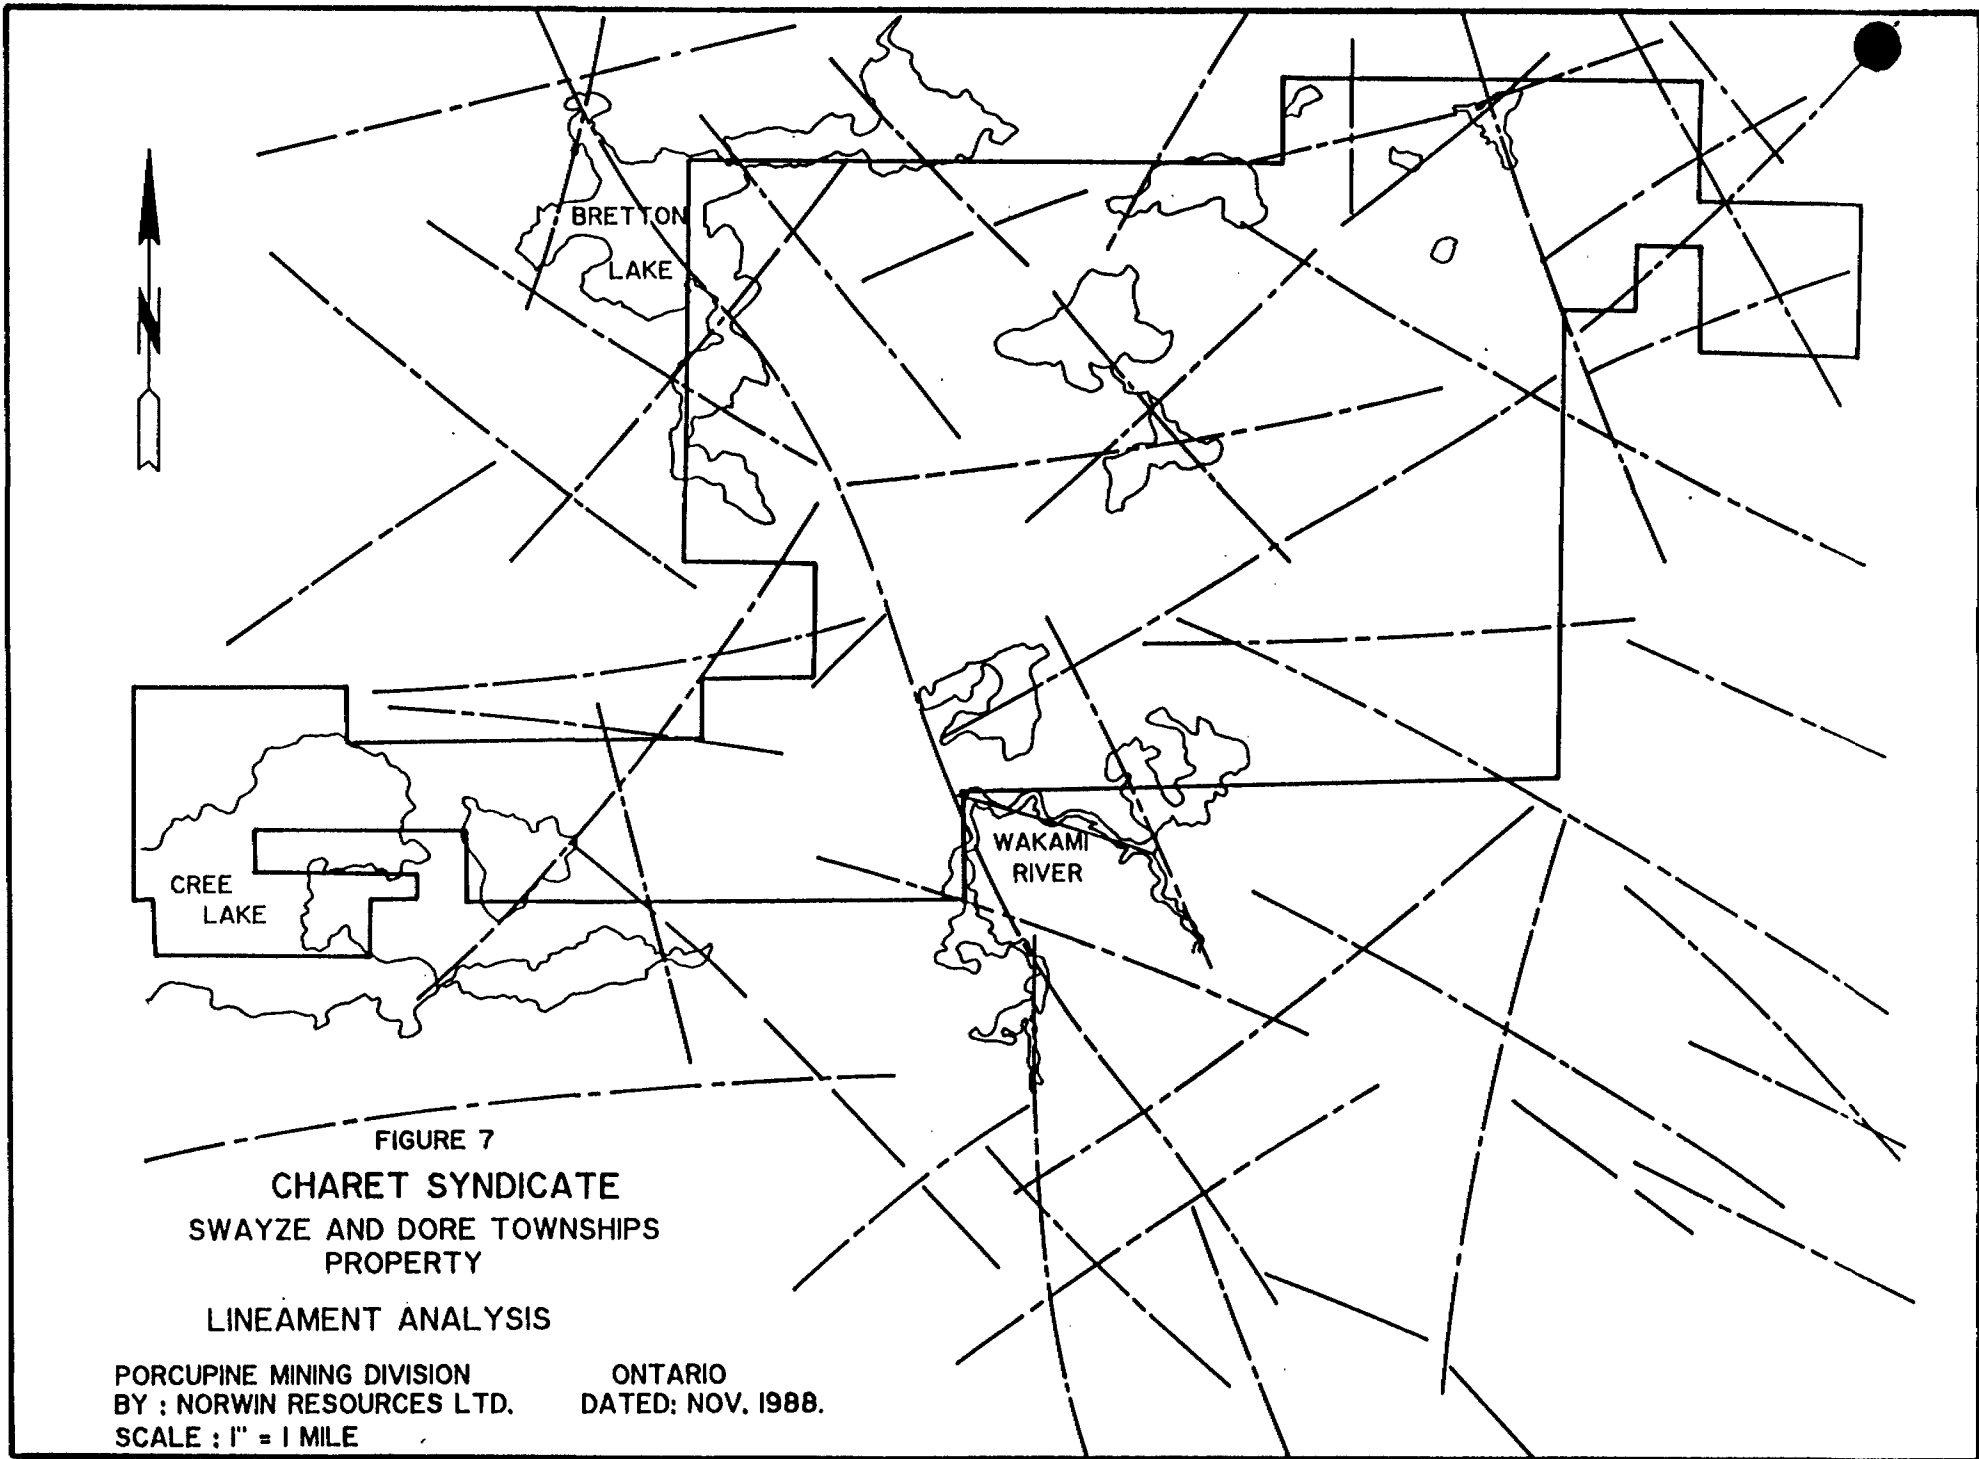 BRETTON
LAKE
N
WAKAMI
RIVER
CREE
LAKE
FIGURE 7
CHARET SYNDICATE
SWAYZE AND DORE TOWNSHIPS
PROPERTY
LINEAMENT ANALYSIS
PORCUPINE MINING DIVISION ONTARIO
BY : NORWIN RESOURCES LTD. DATED: NOV. 1988.
SCALE : 1" = 1 MILE